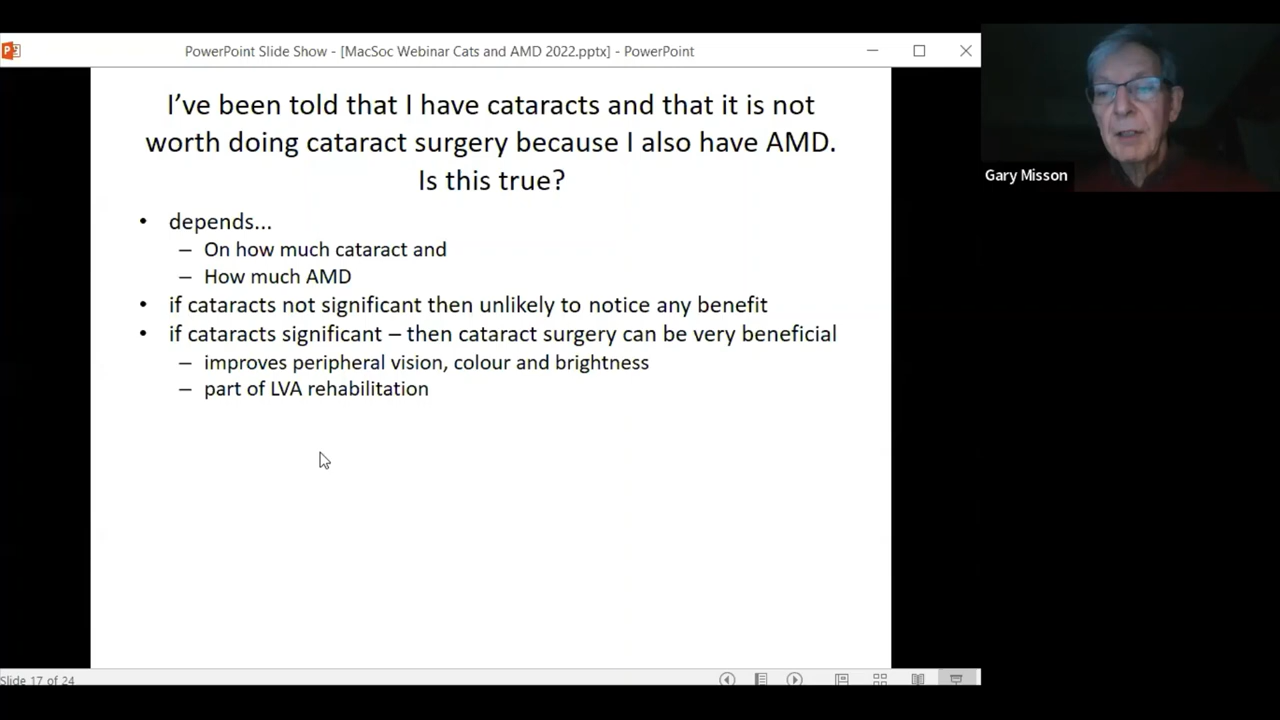 PowerPoint Slide Show - [MacSoc Webinar Cats and AMD 2022.pptx] - PowerPoint
I've been told that I have cataracts and that it is not
worth doing cataract surgery because I also have AMD.
Is this true?
• depends...
– On how much cataract and
– How much AMD
• if cataracts not significant then unlikely to notice any benefit
• if cataracts significant – then cataract surgery can be very beneficial
– improves peripheral vision, colour and brightness
– part of LVA rehabilitation
Gary Misson
Slide 17 of 24